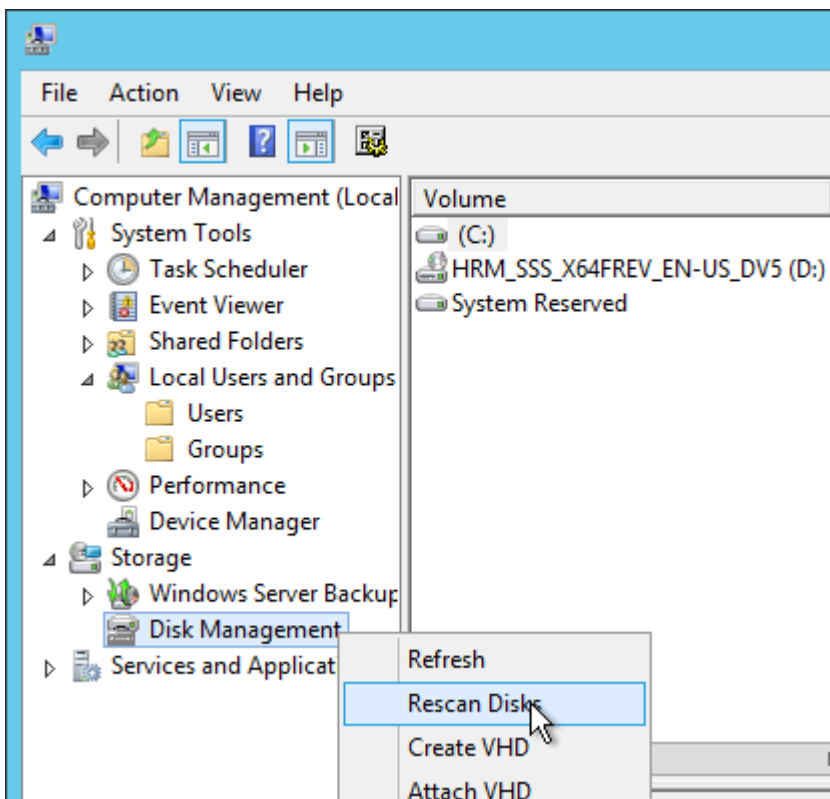 File Action View Help
Computer Management (Local
Volume
System Tools
(C:)
Task Scheduler
HRM_SSS_X64FREV_EN-US_DV5 (D:)
Event Viewer
System Reserved
Shared Folders
Local Users and Groups
Users
Groups
Performance
Device Manager
Storage
Windows Server Backup
Disk Management
Refresh
Services and Applicati
Rescan Disks
Create VHD
Attach VHD